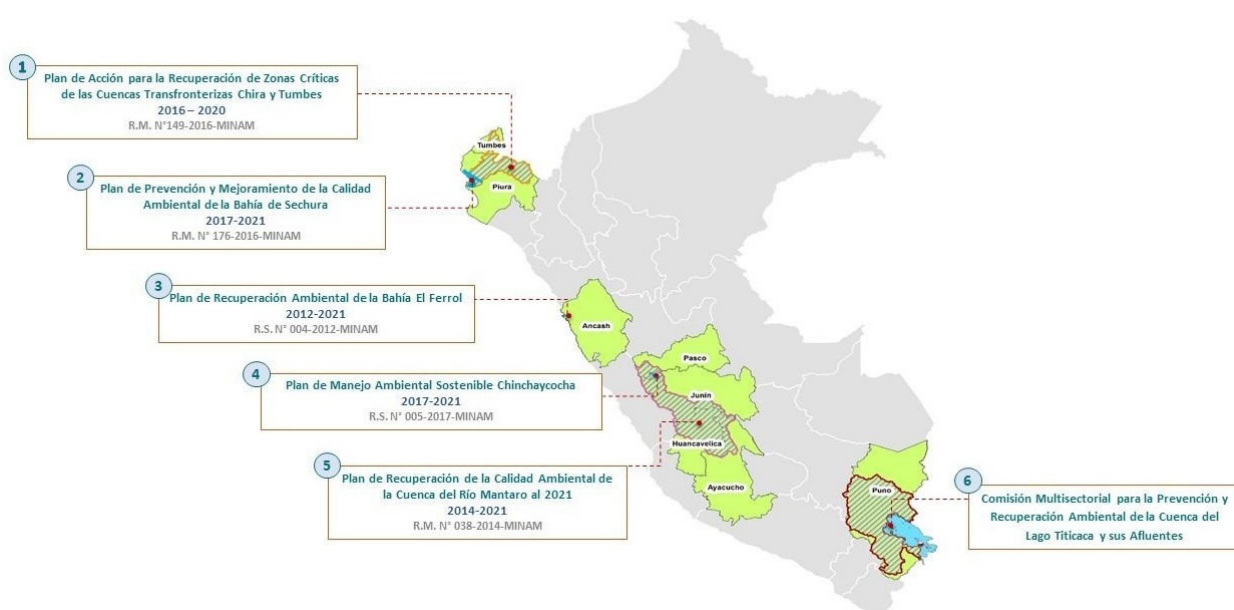 1
Plan de Acción para la Recuperación de Zonas Críticas
de las Cuencas Transfronterizas Chira y Tumbes
2016 – 2020
R.M. N°149-2016-MINAM
2
Plan de Prevención y Mejoramiento de la Calidad
Ambiental de la Bahía de Sechura
2017-2021
R.M. N° 176-2016-MINAM
3
Plan de Recuperación Ambiental de la Bahía El Ferrol
2012-2021
R.S. N° 004-2012-MINAM
4
Plan de Manejo Ambiental Sostenible Chinchaycocha
2017-2021
R.S. N° 005-2017-MINAM
5
Plan de Recuperación de la Calidad Ambiental de
la Cuenca del Río Mantaro al 2021
2014-2021
R.M. N° 038-2014-MINAM
6
Comisión Multisectorial para la Prevención y
Recuperación Ambiental de la Cuenca del
Lago Titicaca y sus Afluentes
Tumbes
Piura
Ancash
Pasco
Junín
Huancavelica
Ayacucho
Puno